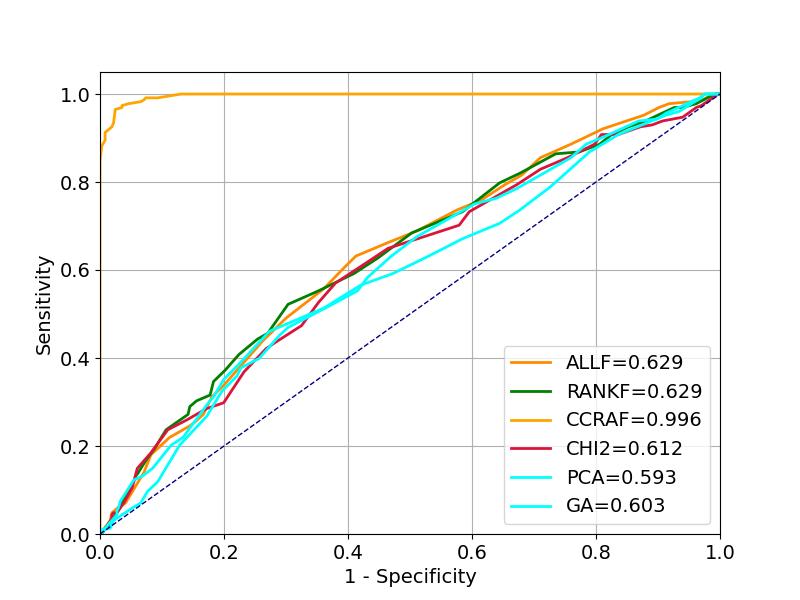 1.0
0.8
0.6
0.4
0.2
0.0
Sensitivity
ALLF=0.629
RANKF=0.629
CCRAF=0.996
CHI2=0.612
PCA=0.593
GA=0.603
0.0 0.2 0.4 0.6 0.8 1.0
1 - Specificity